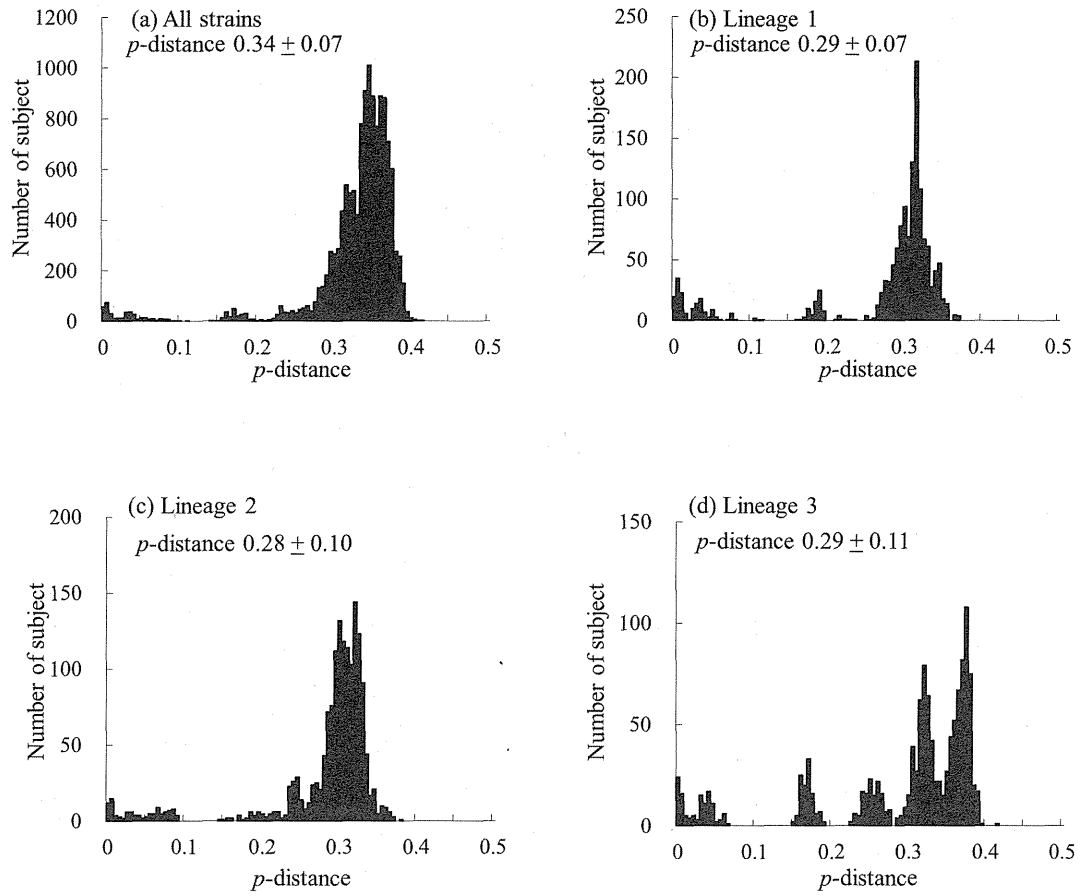 (a) All strains
p-distance 0.34 ± 0.07
Number of subject
1200
1000
800
600
400
200
0
0 0.1 0.2 0.3 0.4 0.5
p-distance
(b) Lineage 1
p-distance 0.29 ± 0.07
Number of subject
250
200
150
100
50
0
0 0.1 0.2 0.3 0.4 0.5
p-distance
(c) Lineage 2
p-distance 0.28 ± 0.10
Number of subject
200
150
100
50
0
0 0.1 0.2 0.3 0.4 0.5
p-distance
(d) Lineage 3
p-distance 0.29 ± 0.11
Number of subject
150
100
50
0
0 0.1 0.2 0.3 0.4 0.5
p-distance